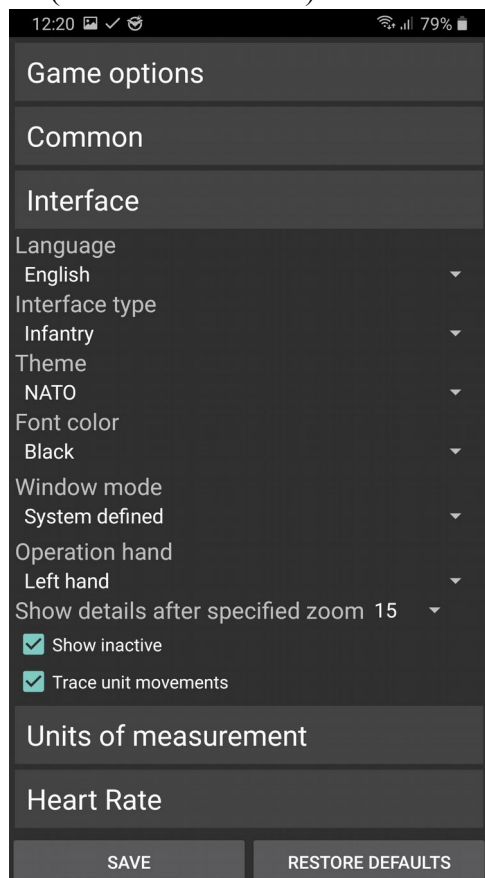 12:20 79%
Game options
Common
Interface
Language
English
Interface type
Infantry
Theme
NATO
Font color
Black
Window mode
System defined
Operation hand
Left hand
Show details after specified zoom 15
Show inactive
Trace unit movements
Units of measurement
Heart Rate
SAVE RESTORE DEFAULTS